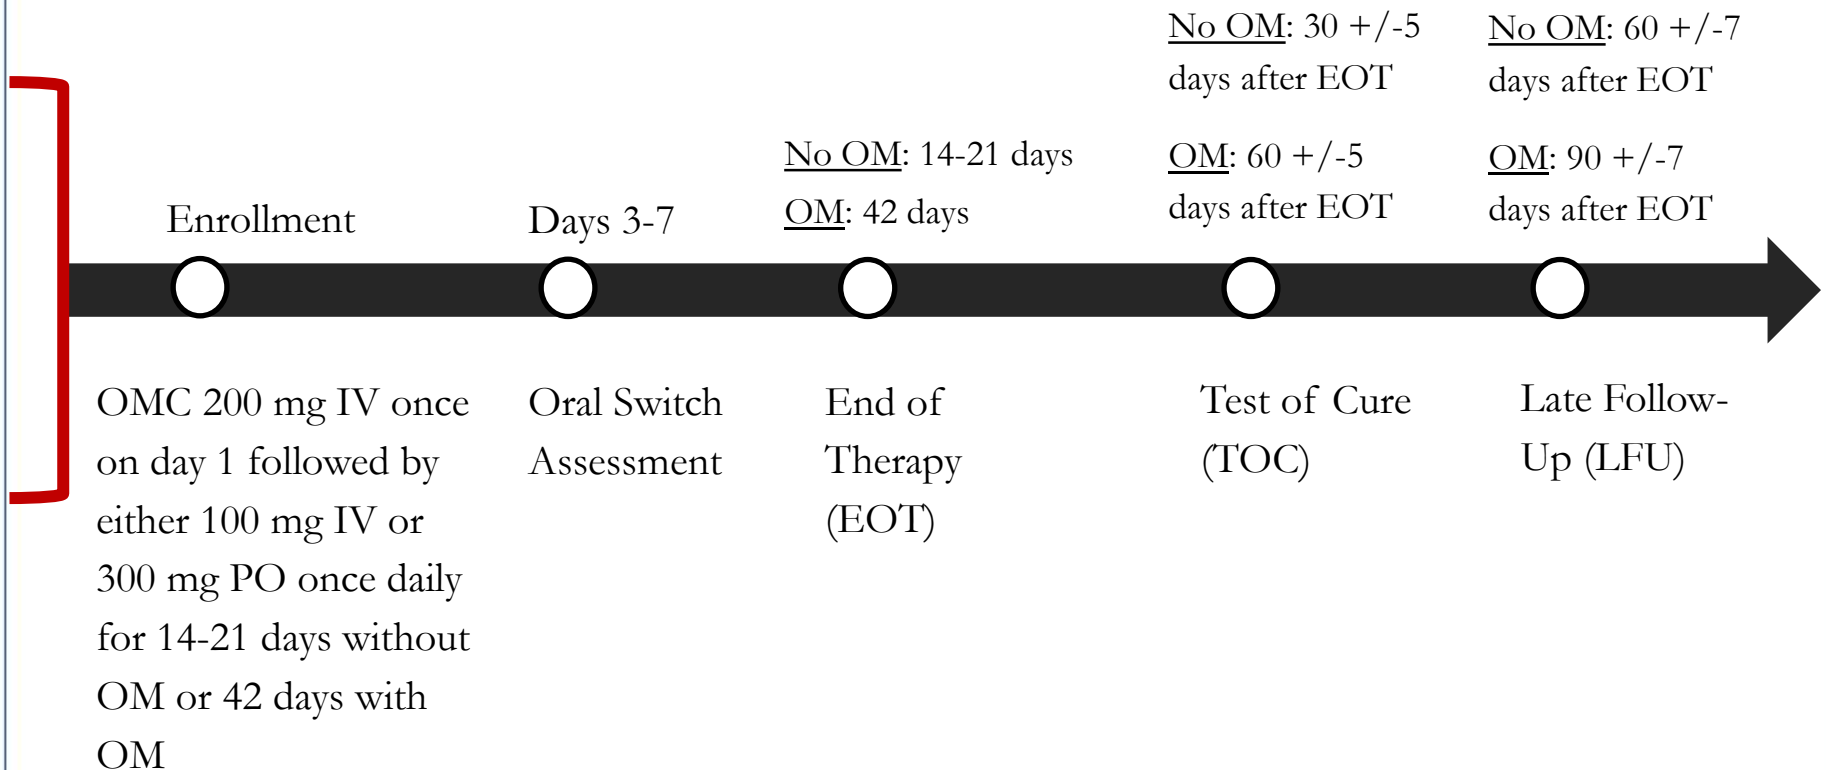 No OM: 30 +/-5
days after EOT
OM: 60 +/-5
days after EOT
No OM: 60 +/-7
days after EOT
OM: 90 +/-7
days after EOT
No OM: 14-21 days
OM: 42 days
Enrollment
Days 3-7
OMC 200 mg IV once
on day 1 followed by
either 100 mg IV or
300 mg PO once daily
for 14-21 days without
OM or 42 days with
OM
Oral Switch
Assessment
End of
Therapy
(EOT)
Test of Cure
(TOC)
Late Follow-
Up (LFU)